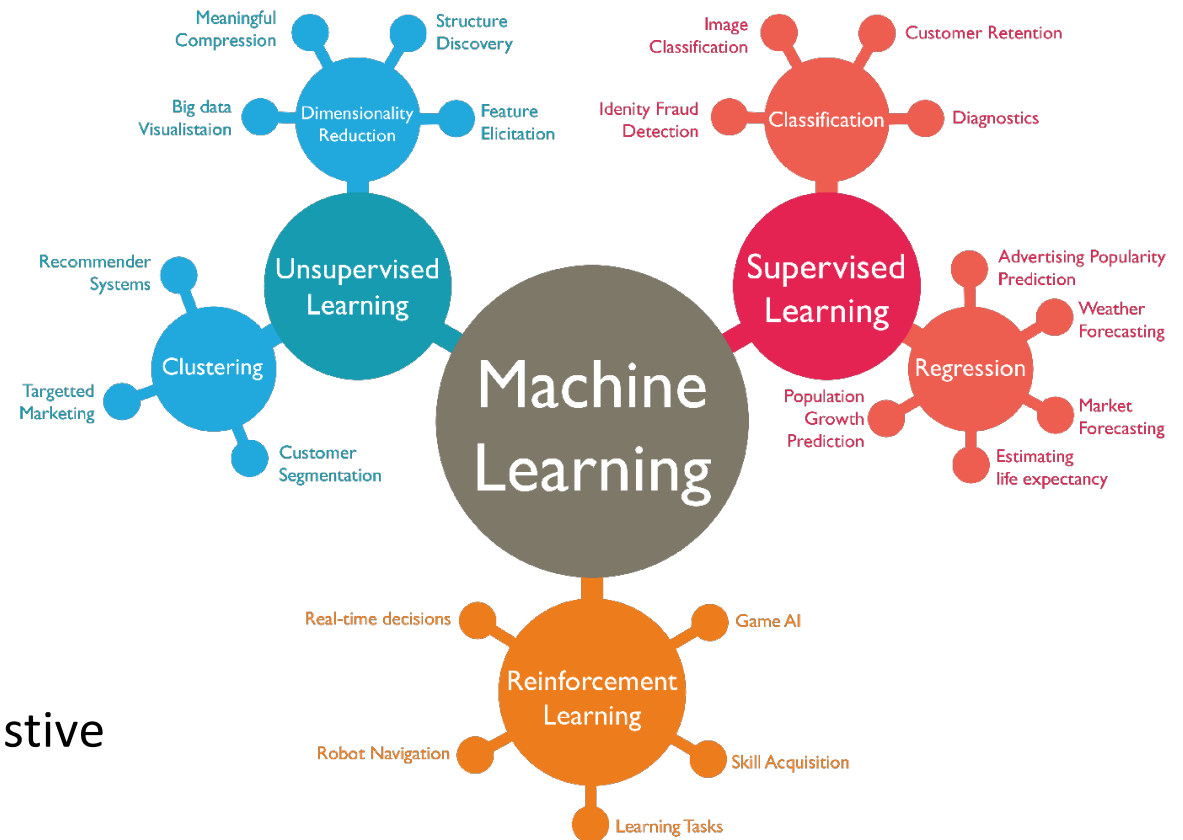 Meaningful
Compression
Structure
Discovery
Big data
Visualistaion
Dimensionality
Reduction
Feature
Elicitation
Image
Classification
Customer Retention
Idenity Fraud
Detection
Classification
Diagnostics
Recommender
Systems
Unsupervised
Learning
Clustering
Targetted
Marketing
Customer
Segmentation
Machine
Learning
Supervised
Learning
Advertising Popularity
Prediction
Weather
Forecasting
Regression
Population
Growth
Prediction
Market
Forecasting
Estimating
life expectancy
Real-time decisions
Game AI
Reinforcement
Learning
stive
Robot Navigation
Skill Acquisition
Learning Tasks